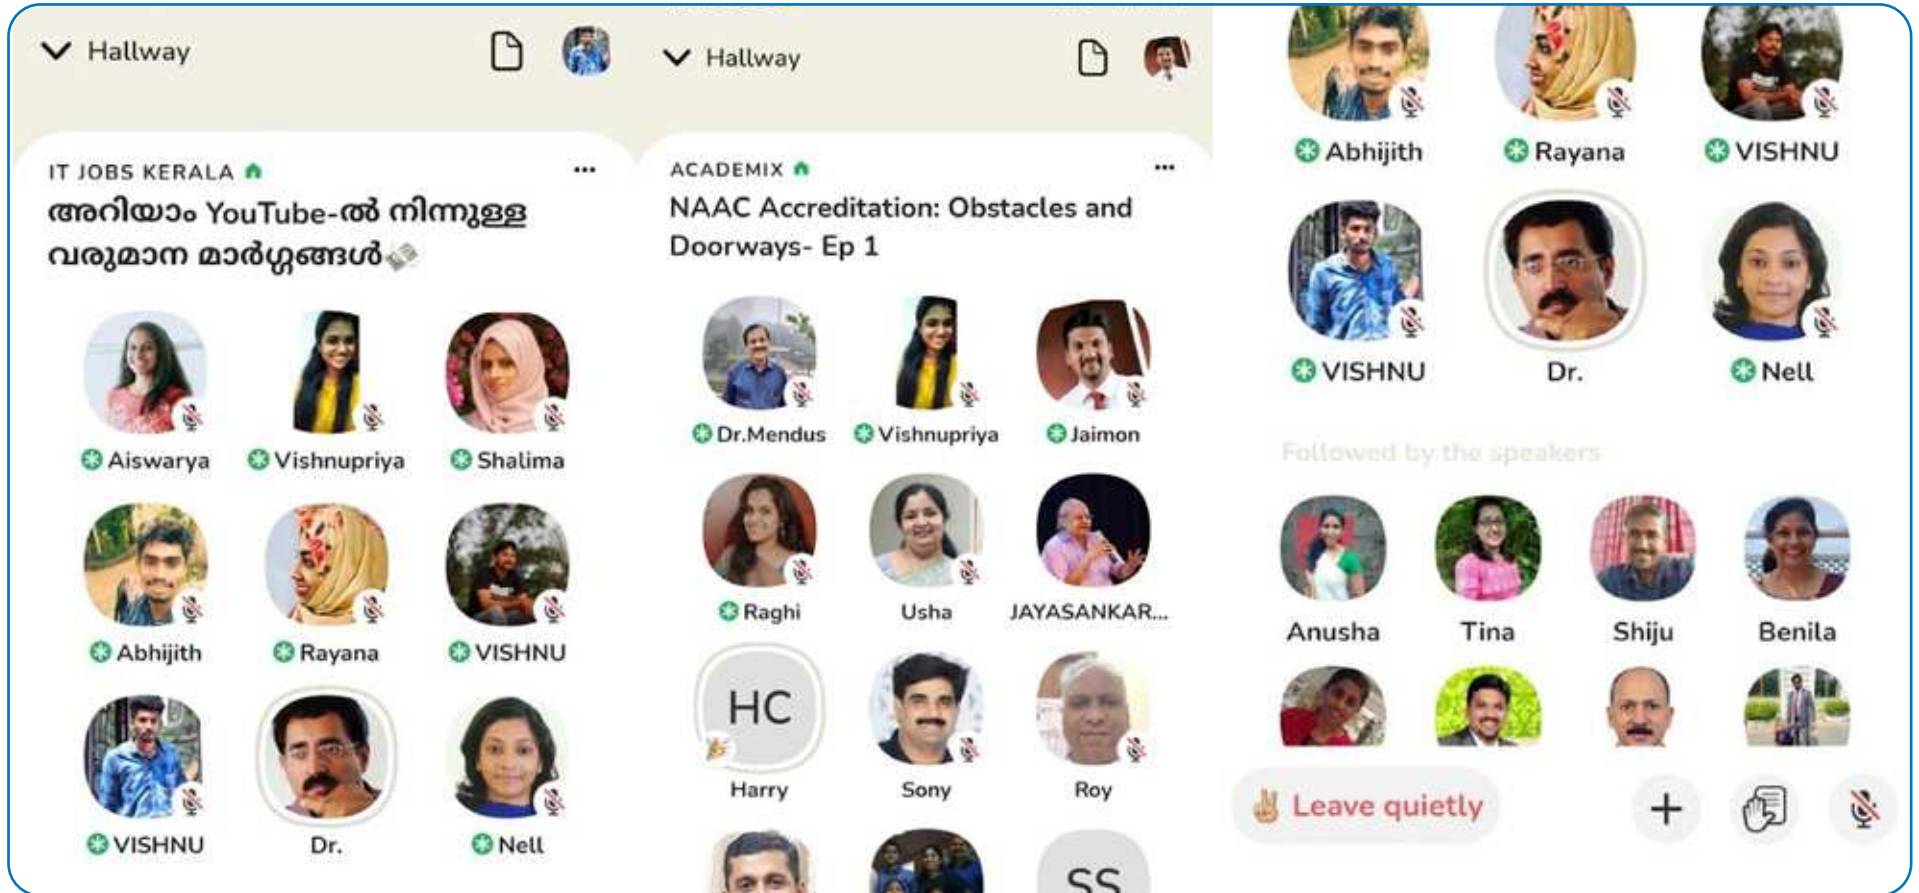 Hallway
IT JOBS KERALA
അറിയാം YouTube-ൽ നിന്നുള്ള
വരുമാന മാർഗ്ഗങ്ങൾ
Aiswarya Vishnupriya Shalima
Abhijith Rayana VISHNU
VISHNU Dr. Nell
Hallway
ACADEMIX
NAAC Accreditation: Obstacles and
Doorways- Ep 1
Dr.Mendus Vishnupriya Jaimon
Raghi Usha JAYASANKAR...
HC
Harry Sony Roy
SS
Abhijith Rayana VISHNU
VISHNU Dr. Nell
Followed by the speakers
Anusha Tina Shiju Benila
Leave quietly